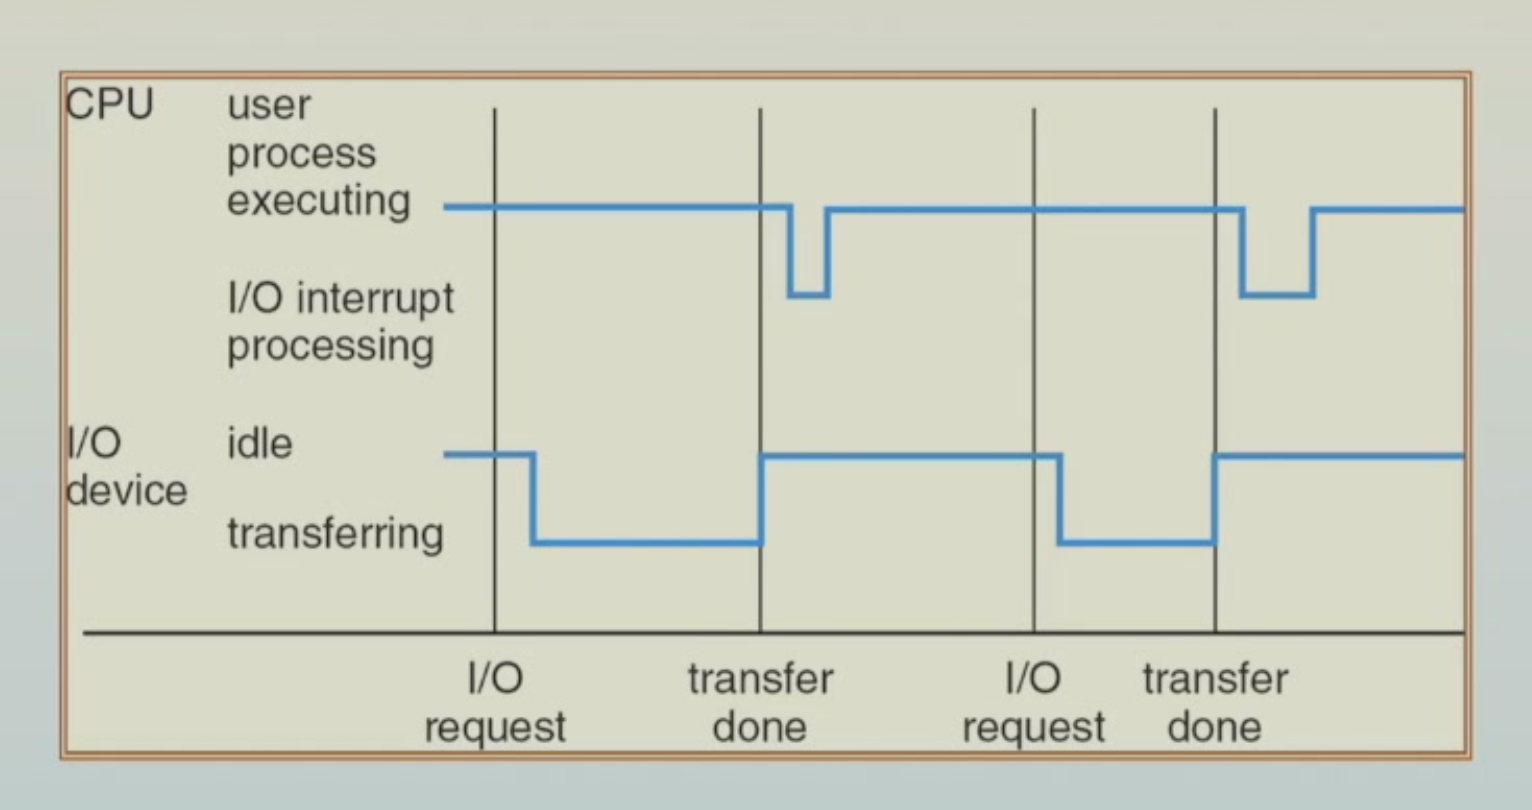 CPU user
process
executing
I/O interrupt
processing
I/O idle
device
transferring
I/O transfer I/O transfer
request done request done